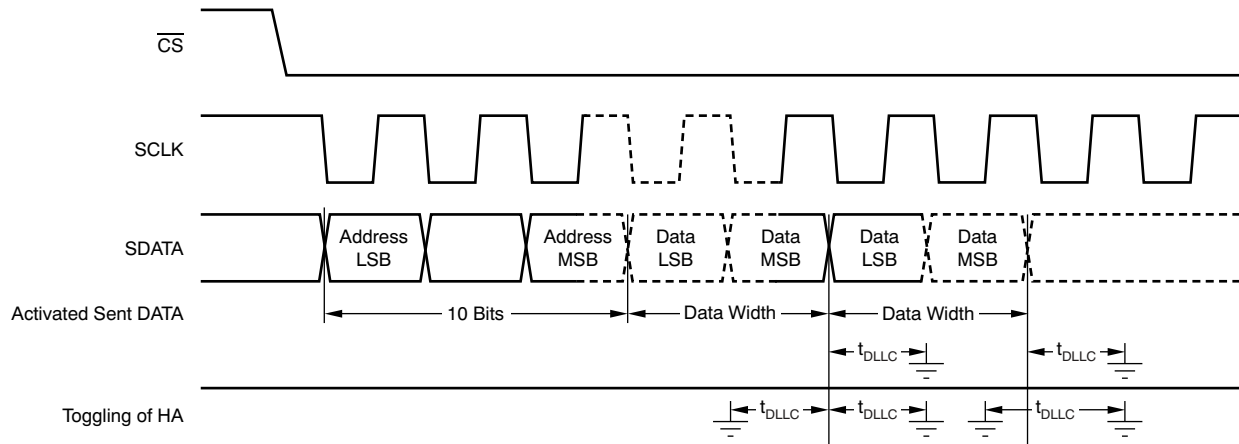 CS
SCLK
SDATA
Address
LSB
Address
MSB
Data
LSB
Data
MSB
Data
LSB
Data
MSB
Activated Sent DATA
10 Bits
Data Width
Data Width
tDLLC
tDLLC
Toggling of HA
tDLLC
tDLLC
tDLLC